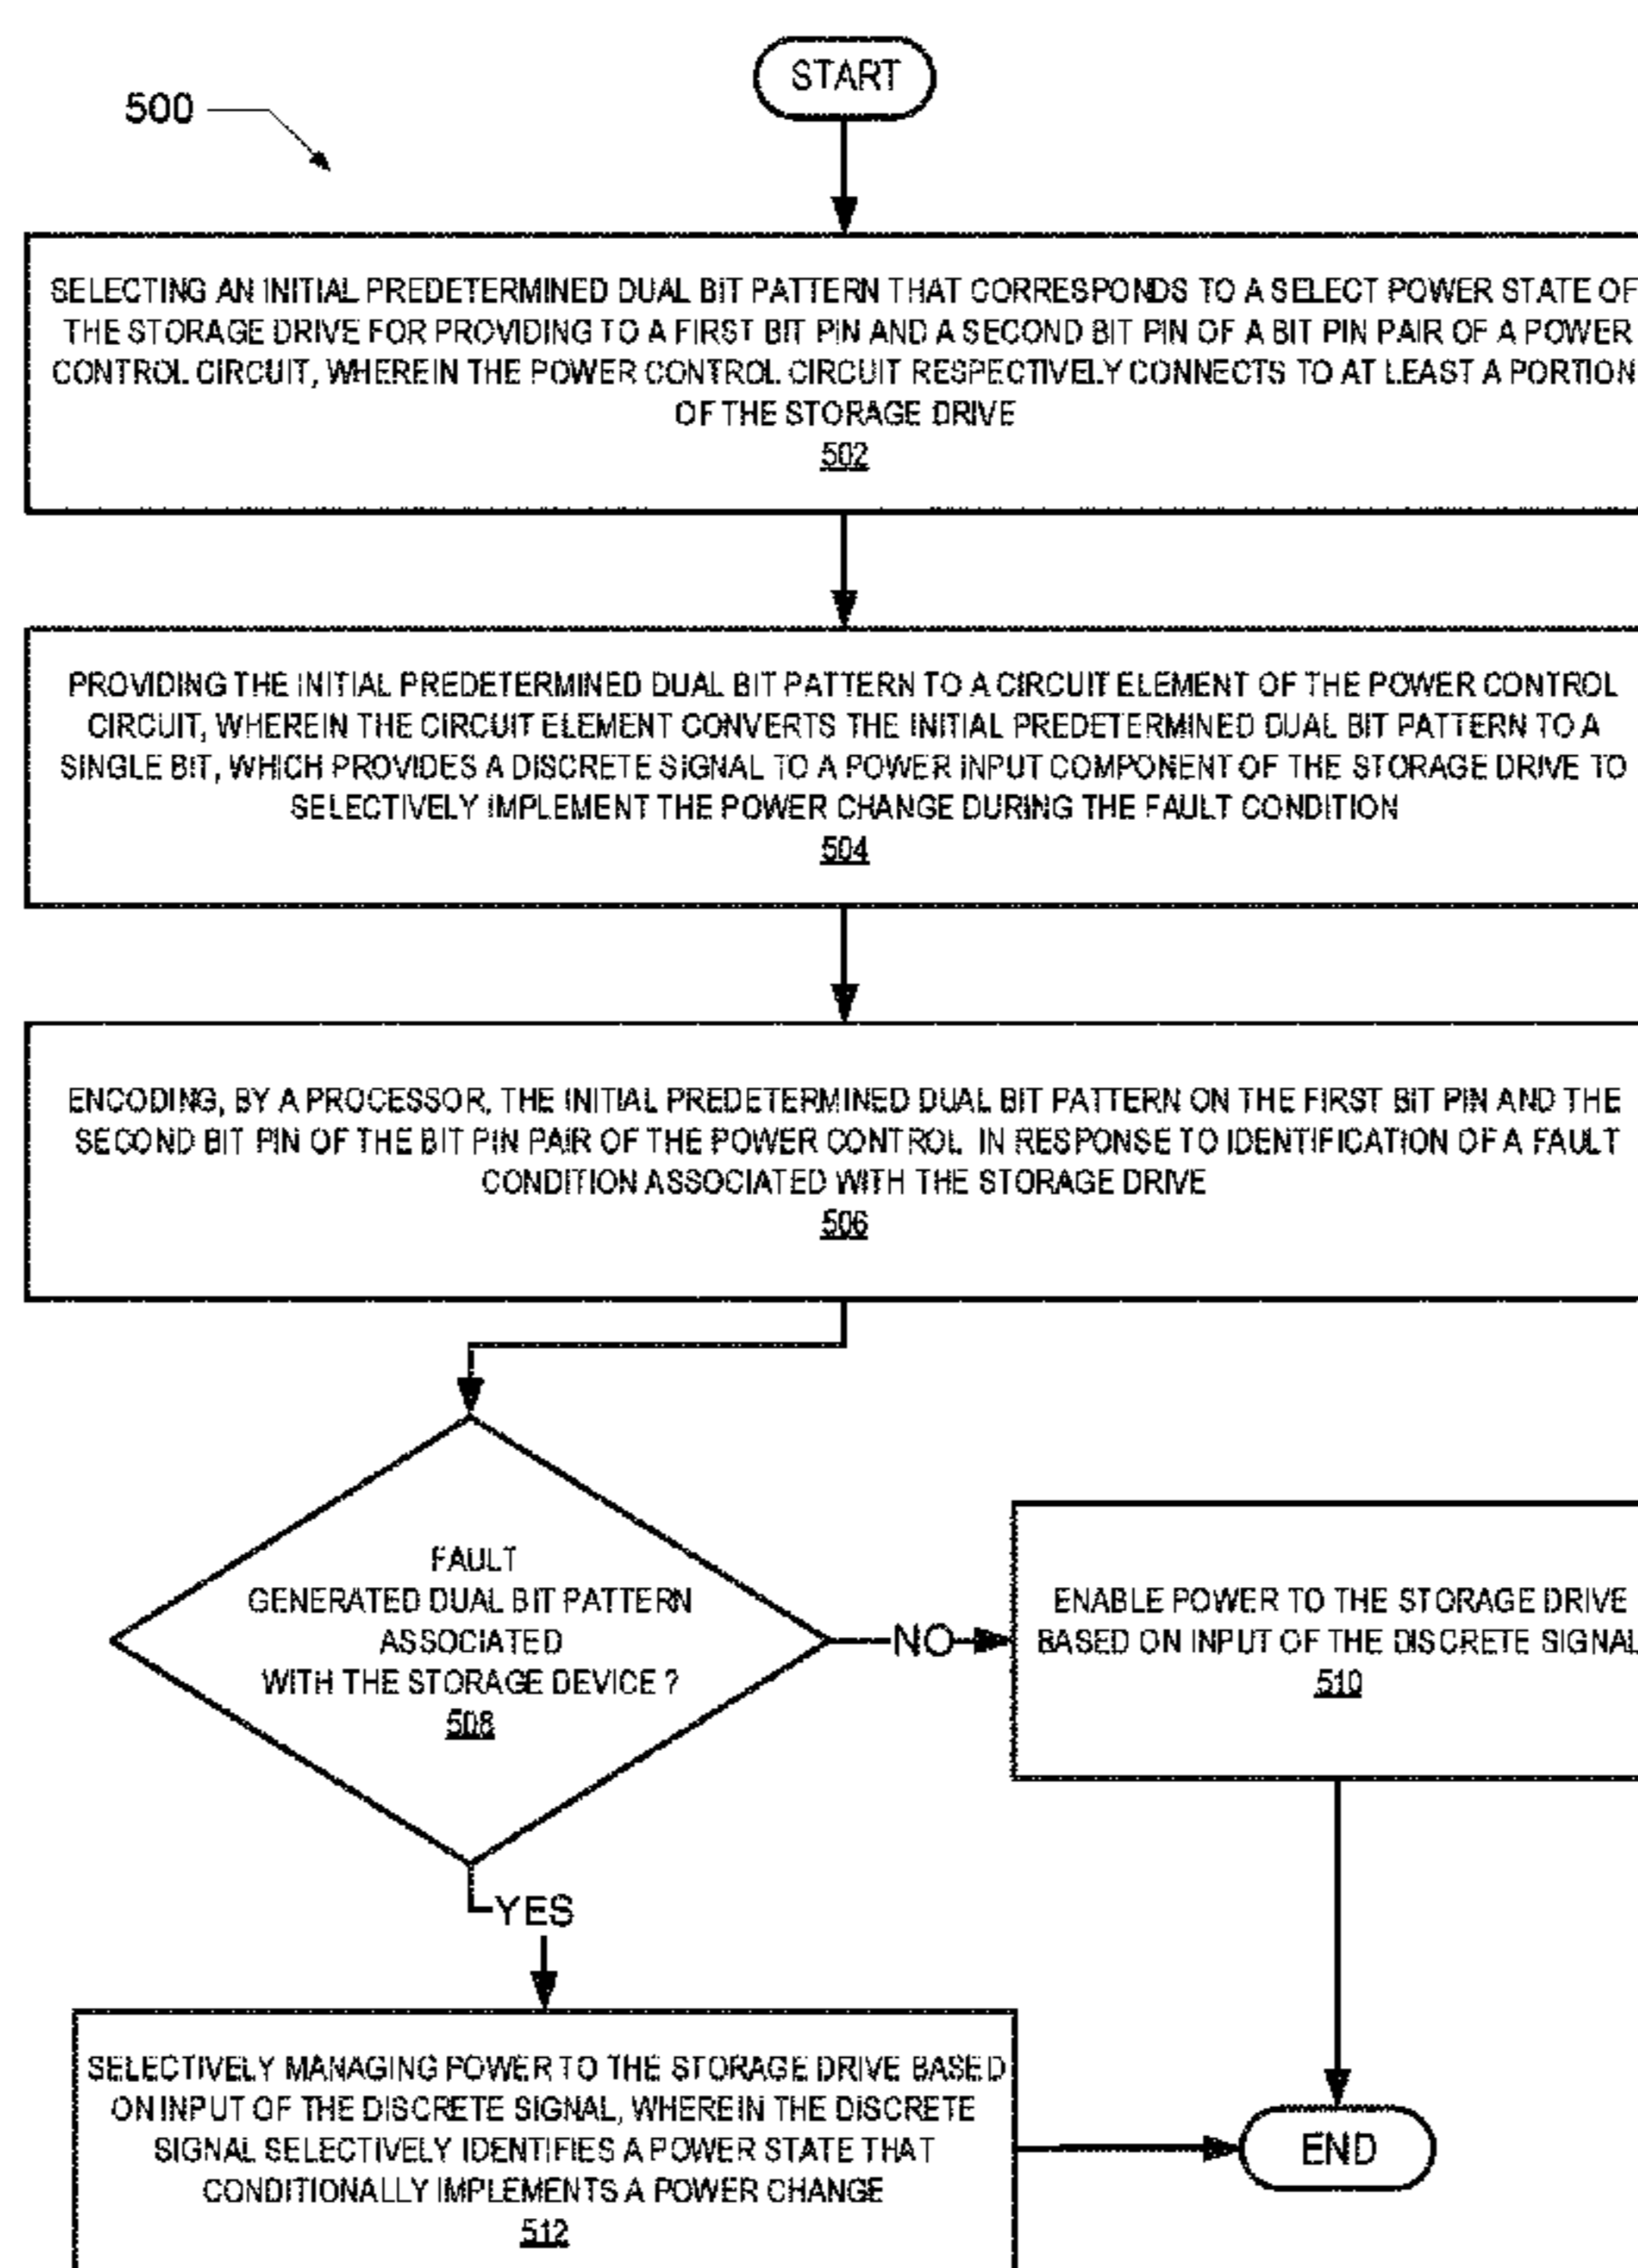 START
500
SELECTING AN INITIAL PREDETERMINED DUAL BIT PATTERN THAT CORRESPONDS TO A SELECT POWER STATE OF
THE STORAGE DRIVE FOR PROVIDING TO A FIRST BIT PIN AND A SECOND BIT PIN OF A BIT PIN PAIR OF A POWER
CONTROL CIRCUIT, WHEREIN THE POWER CONTROL CIRCUIT RESPECTIVELY CONNECTS TO AT LEAST A PORTION
OF THE STORAGE DRIVE
502
PROVIDING THE INITIAL PREDETERMINED DUAL BIT PATTERN TO A CIRCUIT ELEMENT OF THE POWER CONTROL
CIRCUIT, WHEREIN THE CIRCUIT ELEMENT CONVERTS THE INITIAL PREDETERMINED DUAL BIT PATTERN TO A
SINGLE BIT, WHICH PROVIDES A DISCRETE SIGNAL TO A POWER INPUT COMPONENT OF THE STORAGE DRIVE TO
SELECTIVELY IMPLEMENT THE POWER CHANGE DURING THE FAULT CONDITION
504
ENCODING, BY A PROCESSOR, THE INITIAL PREDETERMINED DUAL BIT PATTERN ON THE FIRST BIT PIN AND THE
SECOND BIT PIN OF THE BIT PIN PAIR OF THE POWER CONTROL IN RESPONSE TO IDENTIFICATION OF A FAULT
CONDITION ASSOCIATED WITH THE STORAGE DRIVE
506
FAULT
GENERATED DUAL BIT PATTERN
ASSOCIATED
WITH THE STORAGE DEVICE ?
508
NO
ENABLE POWER TO THE STORAGE DRIVE
BASED ON INPUT OF THE DISCRETE SIGNAL
510
YES
SELECTIVELY MANAGING POWER TO THE STORAGE DRIVE BASED
ON INPUT OF THE DISCRETE SIGNAL, WHEREIN THE DISCRETE
SIGNAL SELECTIVELY IDENTIFIES A POWER STATE THAT
CONDITIONALLY IMPLEMENTS A POWER CHANGE
512
END